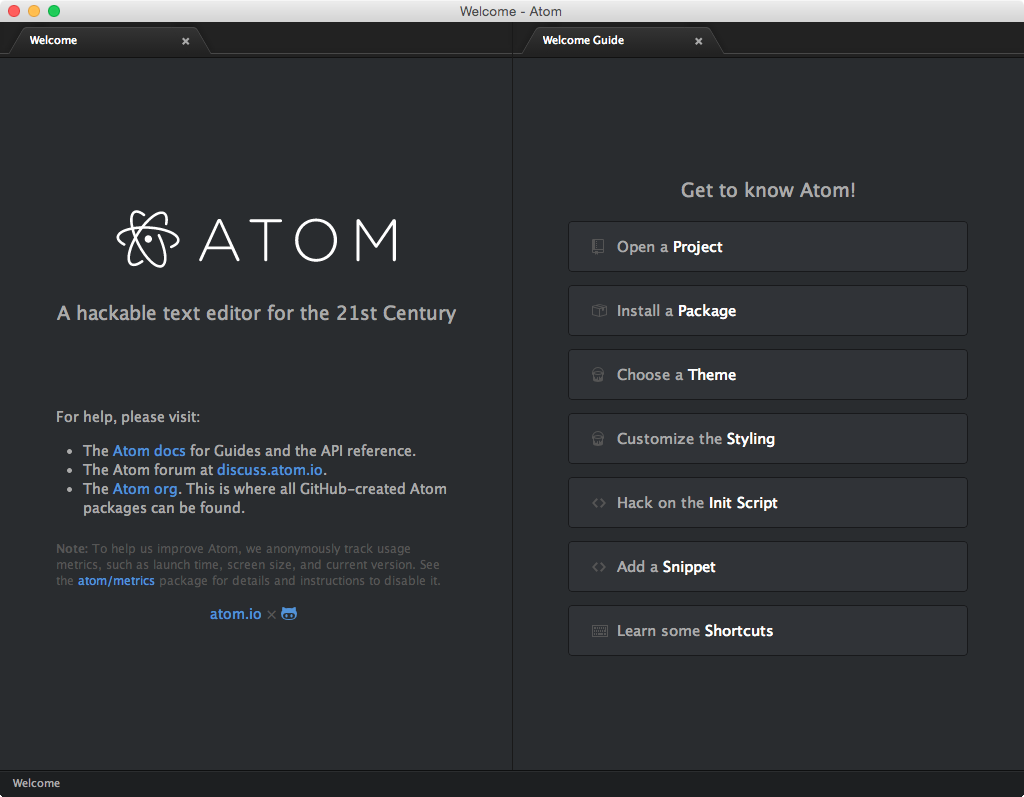 Welcome - Atom
Welcome
Welcome Guide
ATOM
A hackable text editor for the 21st Century
For help, please visit:
• The Atom docs for Guides and the API reference.
• The Atom forum at discuss.atom.io.
• The Atom org. This is where all GitHub-created Atom
packages can be found.
Note: To help us improve Atom, we anonymously track usage
metrics, such as launch time, screen size, and current version. See
the atom/metrics package for details and instructions to disable it.
atom.io ×
Get to know Atom!
Open a Project
Install a Package
Choose a Theme
Customize the Styling
Hack on the Init Script
Add a Snippet
Learn some Shortcuts
Welcome